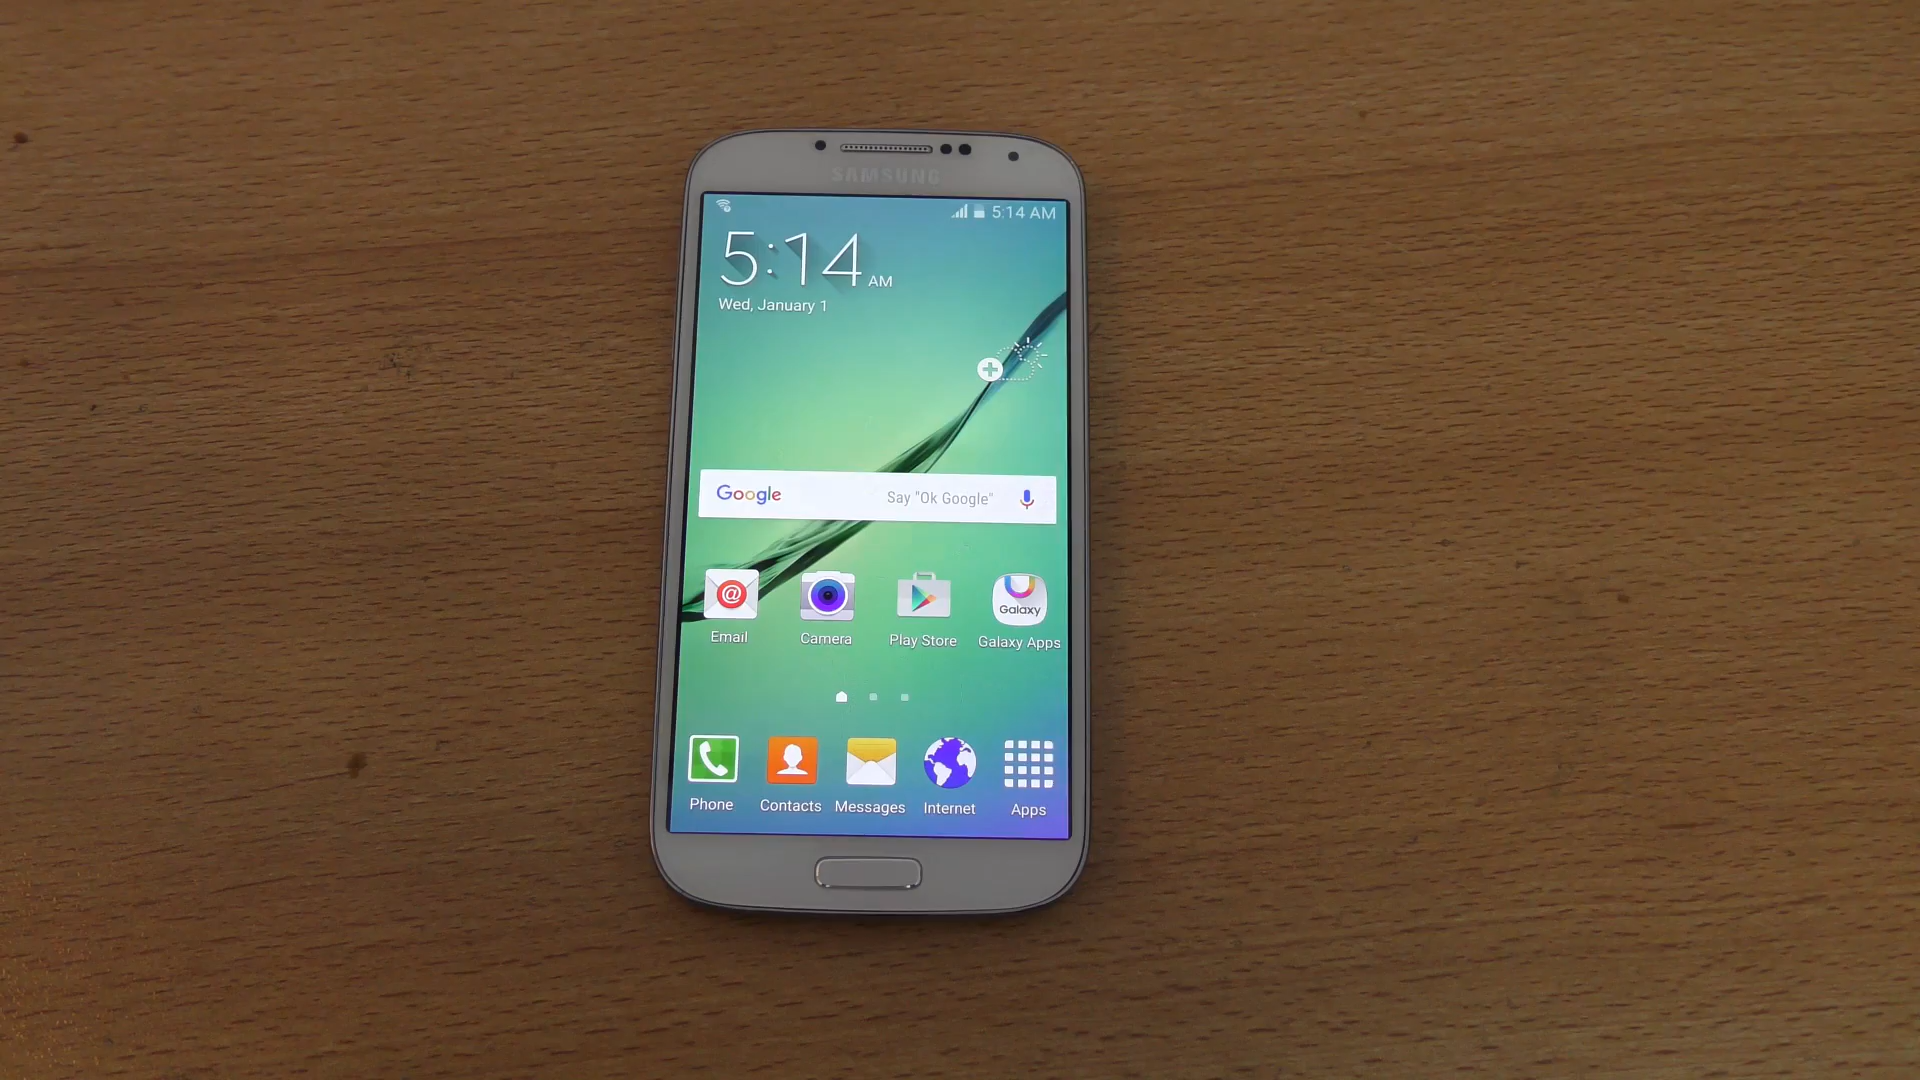 SAMSUNG
5:14 AM
5:14 AM
Wed, January 1
Google Say "Ok Google"
@
Galaxy
Email Camera Play Store Galaxy Apps
Phone Contacts Messages Internet Apps